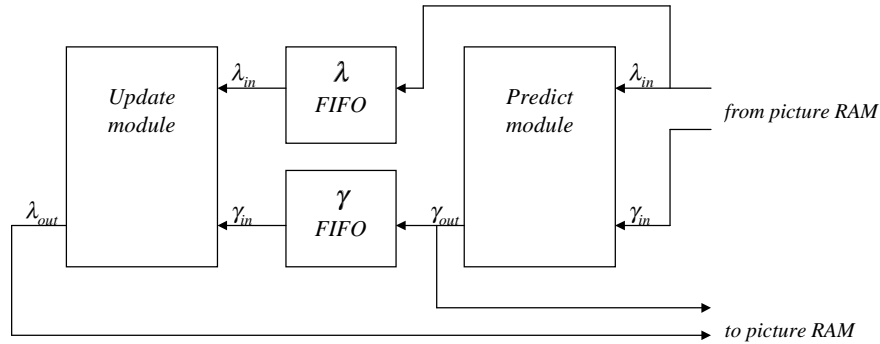 λ
FIFO
Update
module
λin
Predict
module
λin
from picture RAM
γ
FIFO
λout
γin
γout
γin
to picture RAM